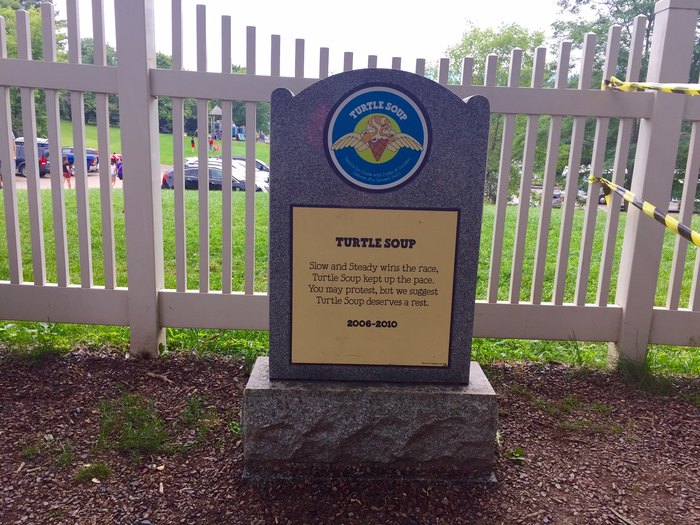 TURTLE SOUP
TURTLE SOUP
Slow and Steady wins the race,
Turtle Soup kept up the pace.
You may protest, but we suggest
Turtle Soup deserves a rest.
2006-2010